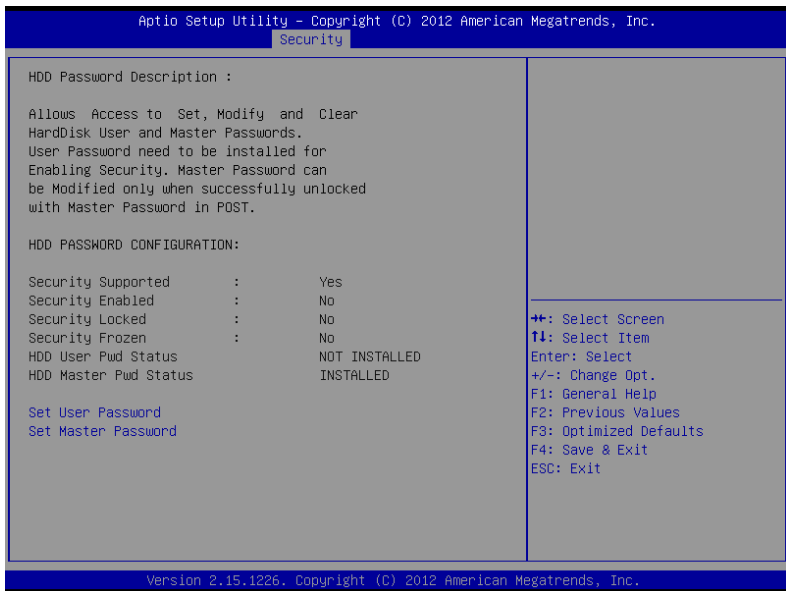 Aptio Setup Utility – Copyright (C) 2012 American Megatrends, Inc.
Security
HDD Password Description :
Allows Access to Set, Modify and Clear
HardDisk User and Master Passwords.
User Password need to be installed for
Enabling Security. Master Password can
be Modified only when successfully unlocked
with Master Password in POST.
HDD PASSWORD CONFIGURATION:
Security Supported : Yes
Security Enabled : No
Security Locked : No
Security Frozen : No
HDD User Pwd Status NOT INSTALLED
HDD Master Pwd Status INSTALLED
Set User Password
Set Master Password
→←: Select Screen
↑↓: Select Item
Enter: Select
+/-: Change Opt.
F1: General Help
F2: Previous Values
F3: Optimized Defaults
F4: Save & Exit
ESC: Exit
Version 2.15.1226. Copyright (C) 2012 American Megatrends, Inc.